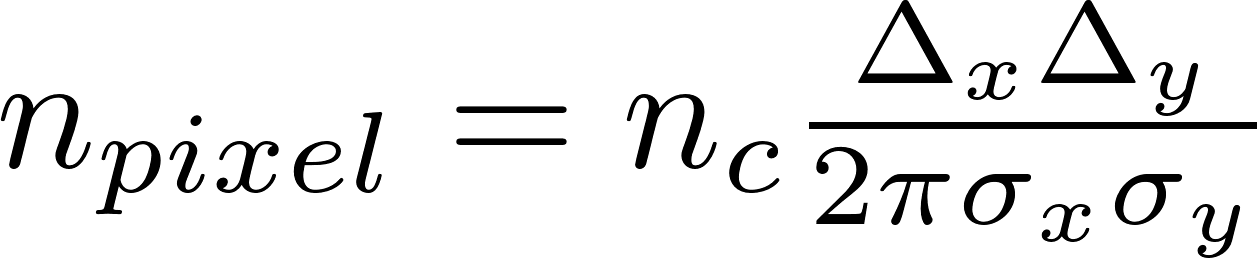 n_{pixel} = n_c \frac{\Delta_x \Delta_y}{2\pi\sigma_x\sigma_y}